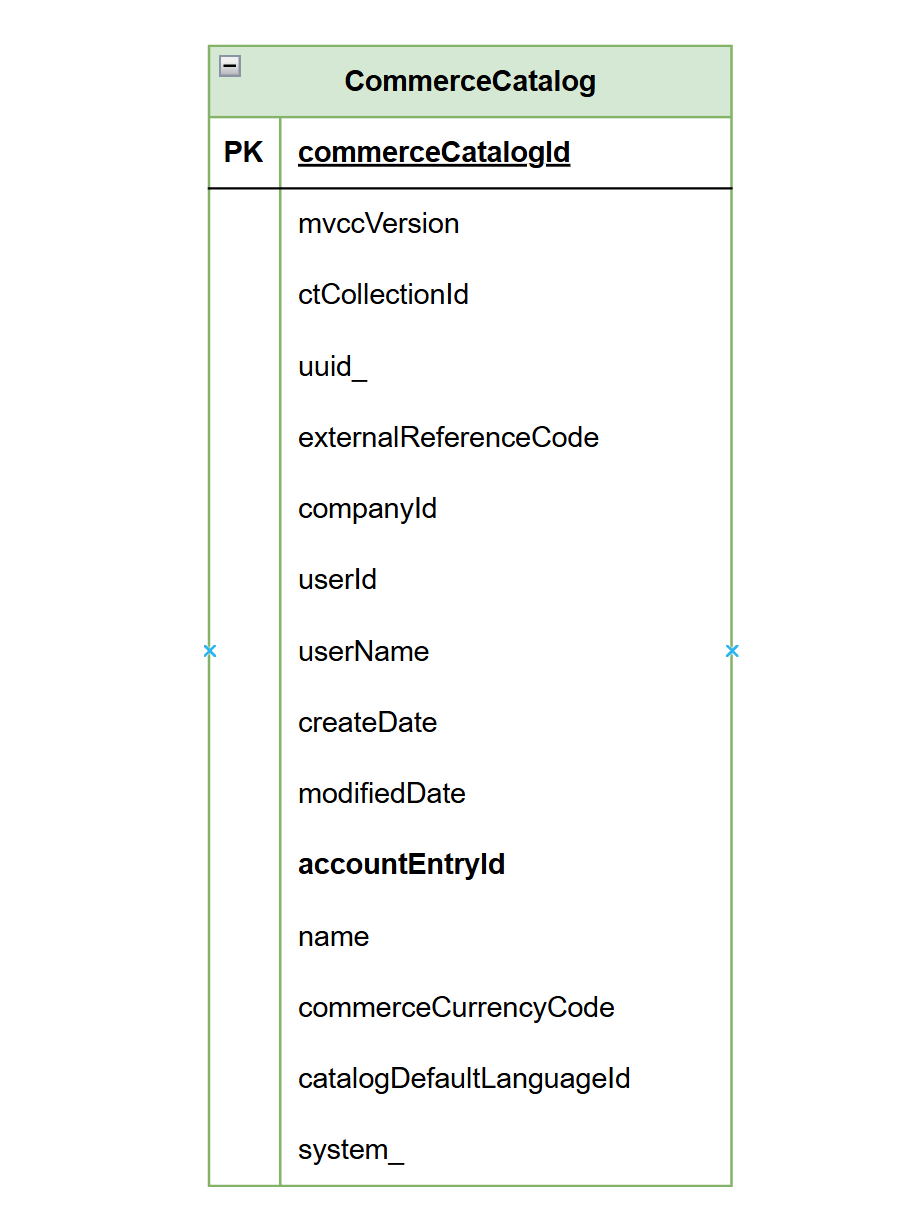 CommerceCatalog
PK commerceCatalogId
mvccVersion
ctCollectionId
uuid_
externalReferenceCode
companyId
userId
userName
createDate
modifiedDate
accountEntryId
name
commerceCurrencyCode
catalogDefaultLanguageId
system_